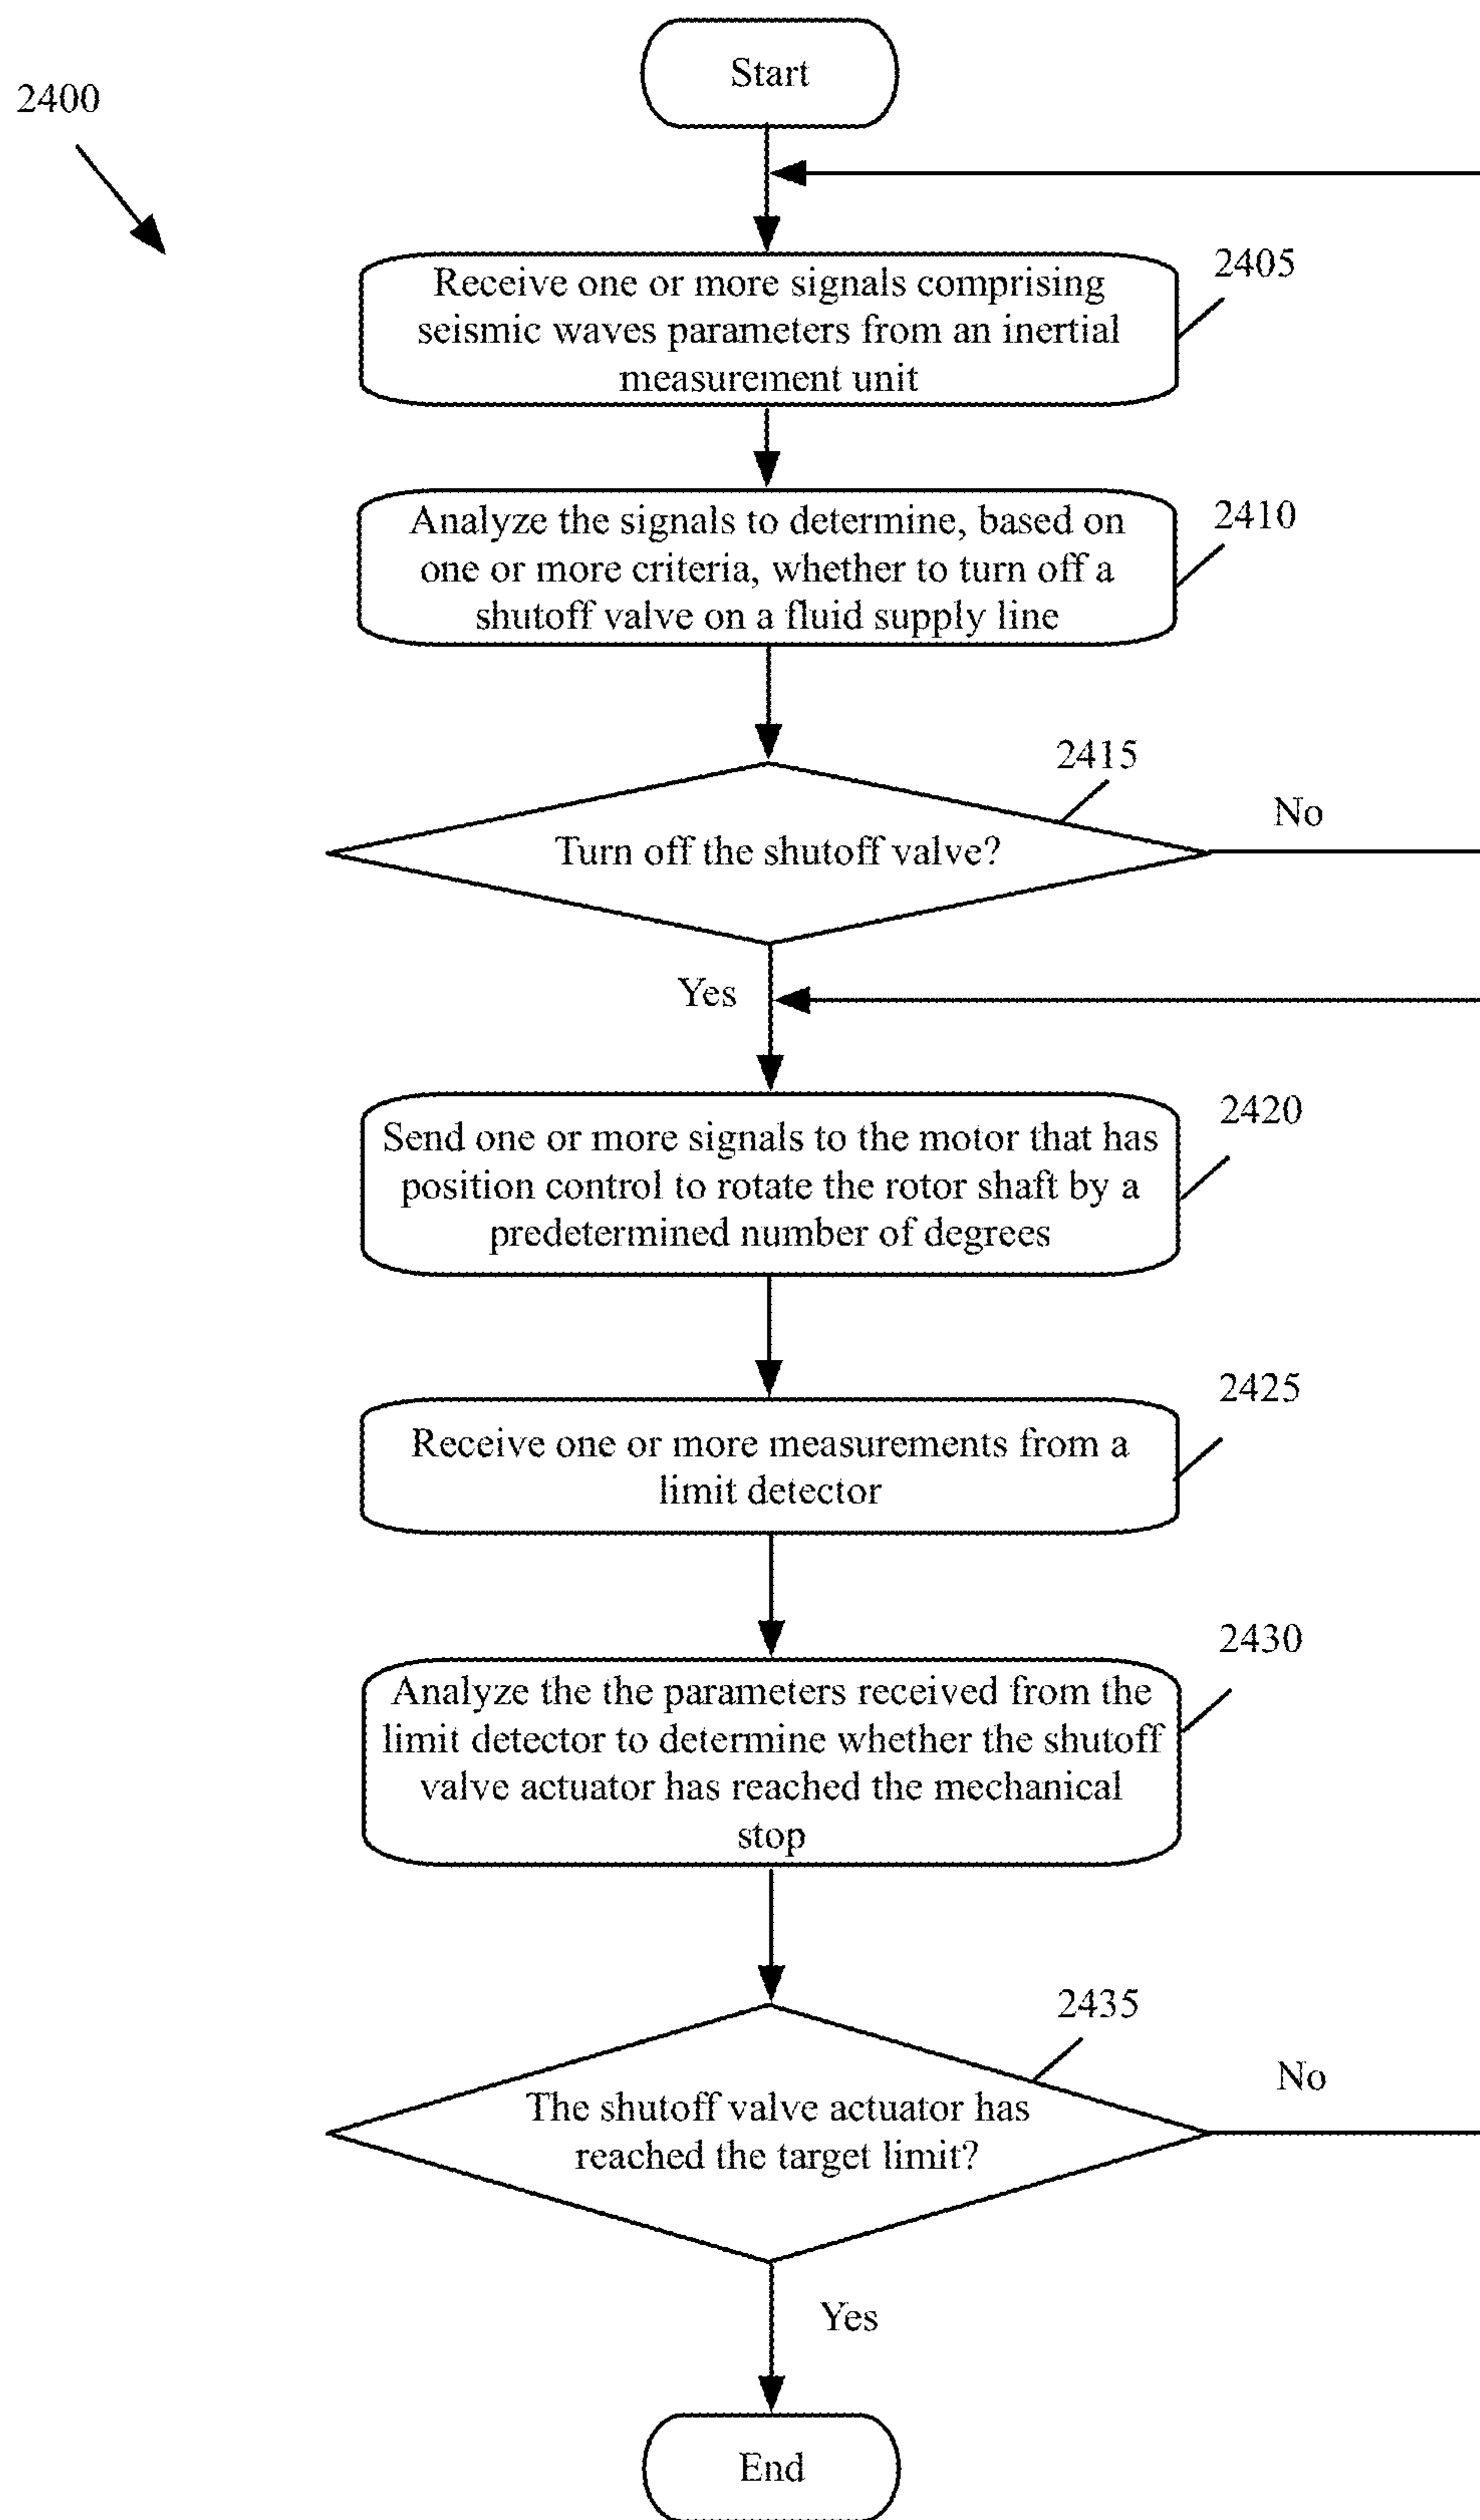 Start
2400
Receive one or more signals comprising
seismic waves parameters from an inertial
measurement unit
2405
Analyze the signals to determine, based on
one or more criteria, whether to turn off a
shutoff valve on a fluid supply line
2410
2415
Turn off the shutoff valve?
No
Yes
Send one or more signals to the motor that has
position control to rotate the rotor shaft by a
predetermined number of degrees
2420
Receive one or more measurements from a
limit detector
2425
Analyze the the parameters received from the
limit detector to determine whether the shutoff
valve actuator has reached the mechanical
stop
2430
2435
The shutoff valve actuator has
reached the target limit?
No
Yes
End